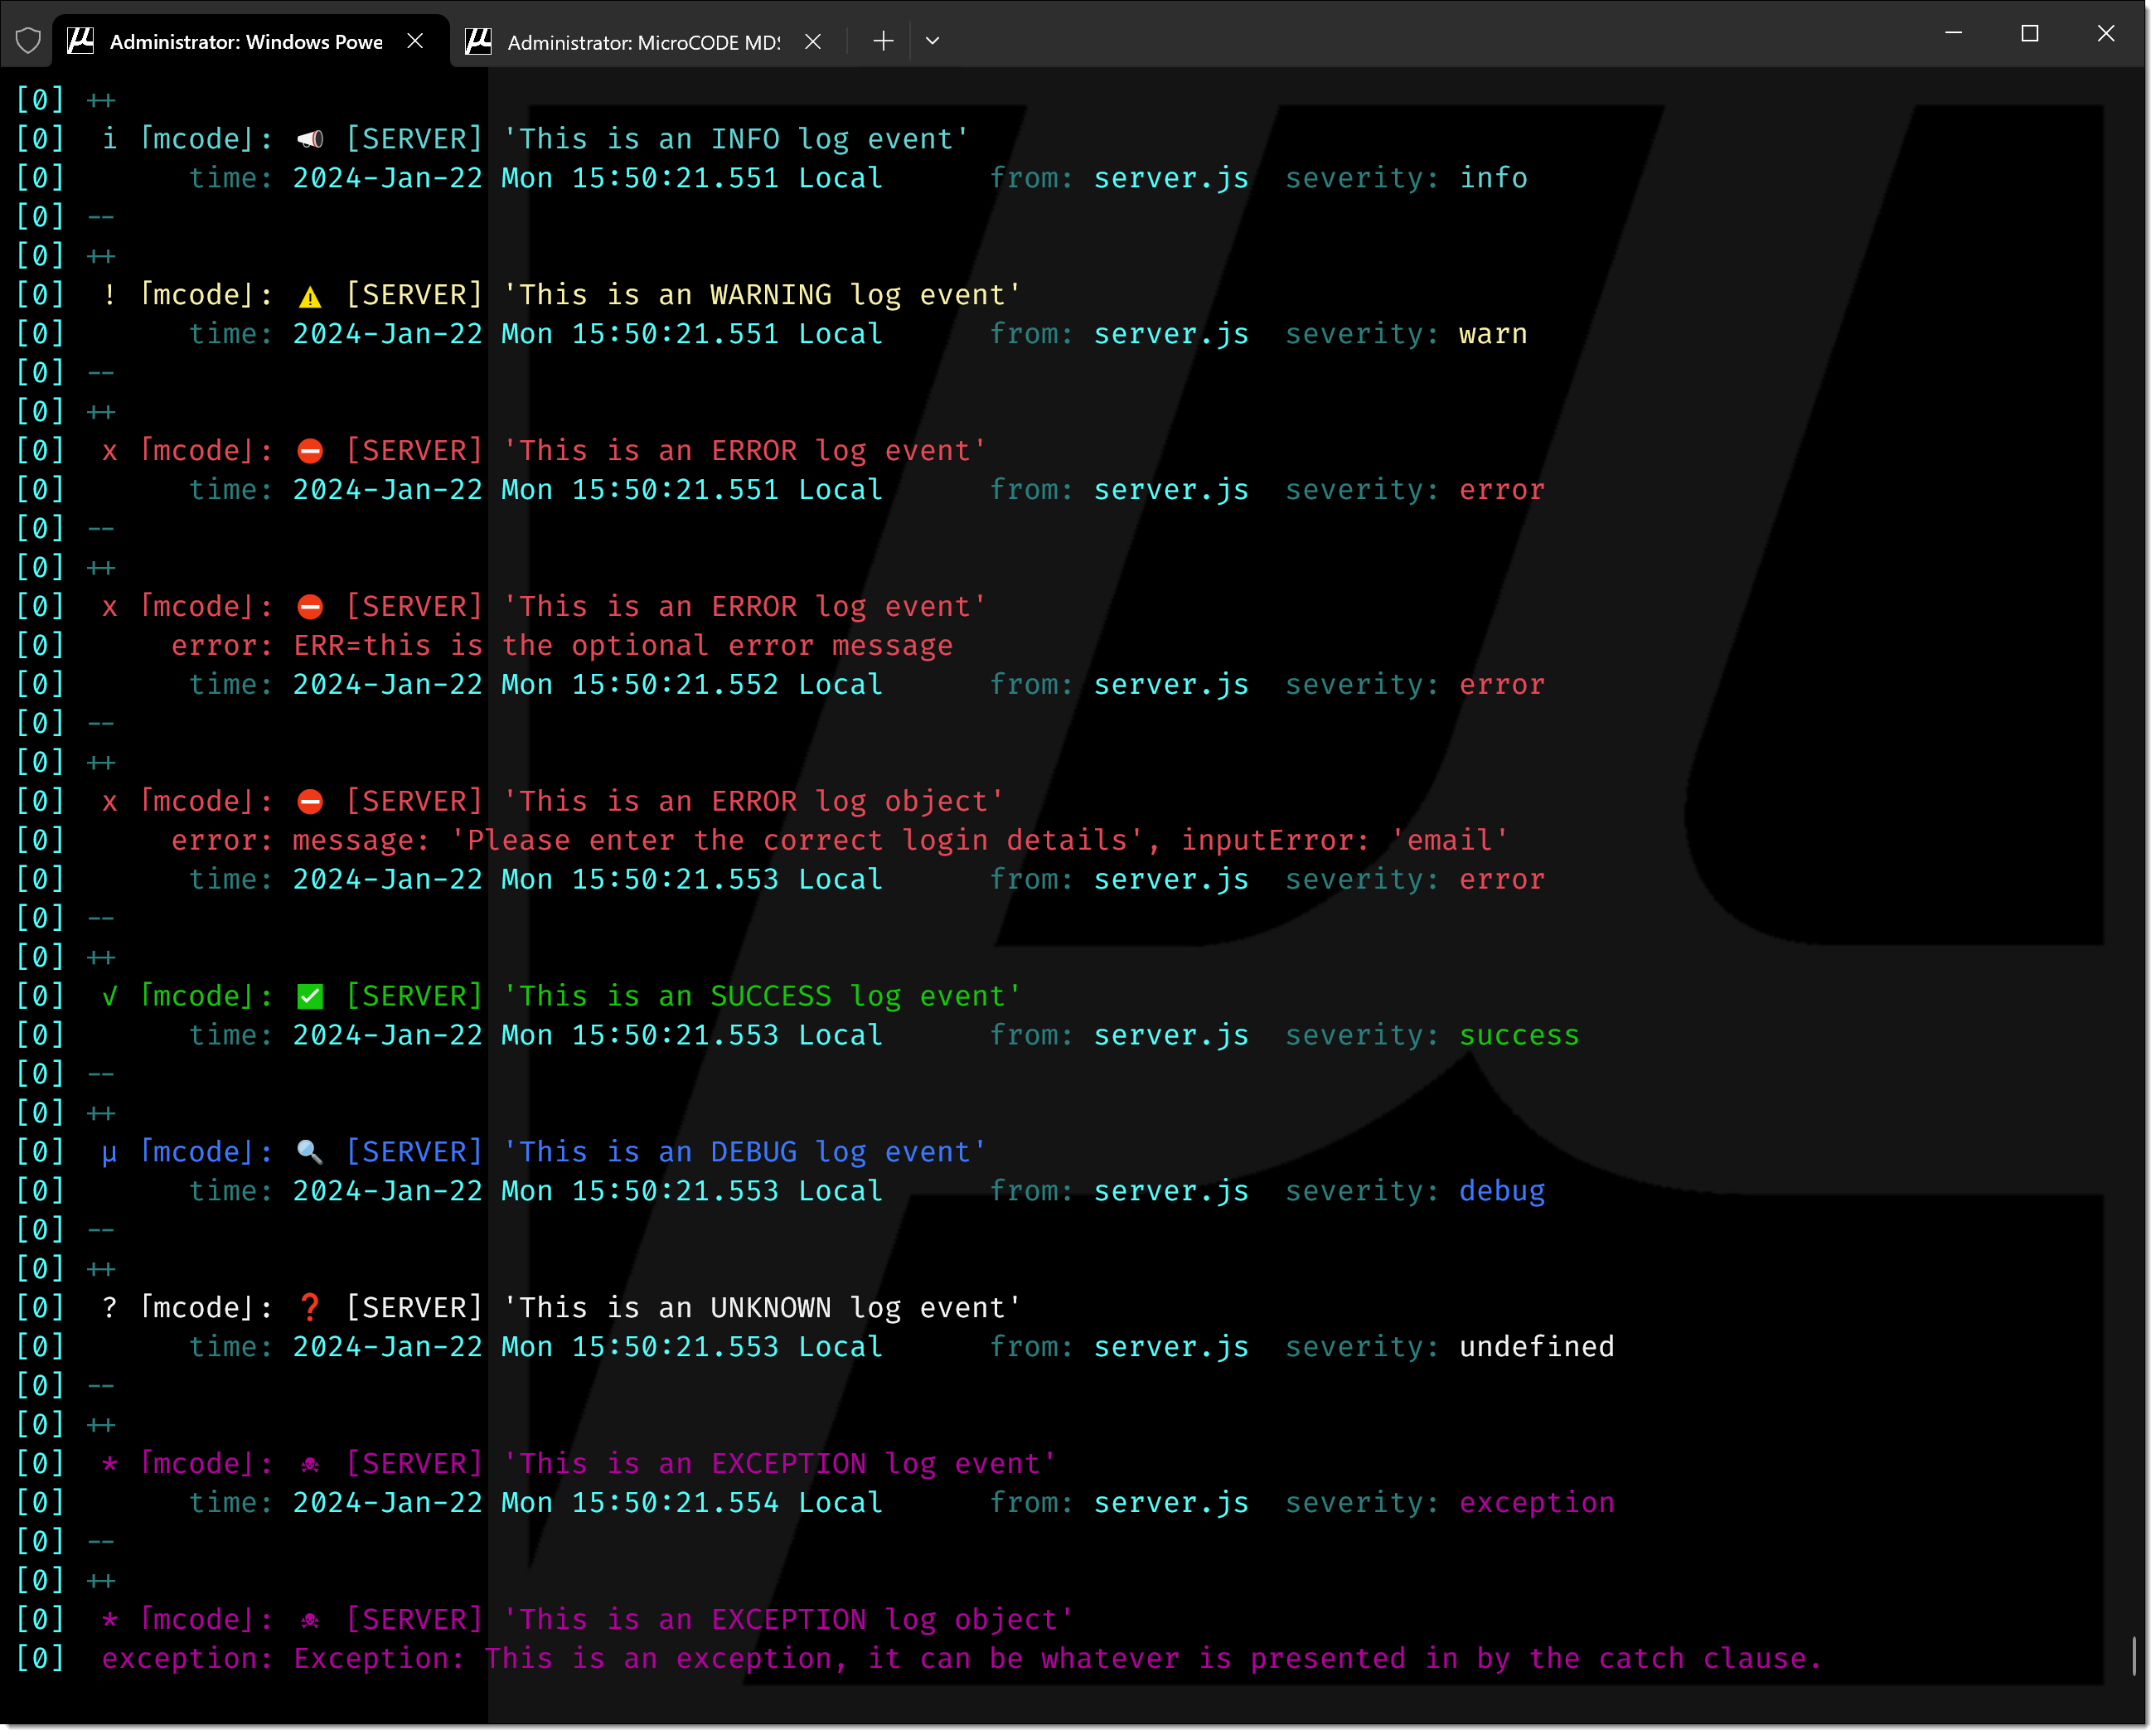 Administrator: Windows Powe
Administrator: MicroCODE MDS
[0] ++
[0] i ⌈mcode⌋: 📢 [SERVER] 'This is an INFO log event'
[0] time: 2024-Jan-22 Mon 15:50:21.551 Local from: server.js severity: info
[0] --
[0] ++
[0] ! ⌈mcode⌋: ⚠️ [SERVER] 'This is an WARNING log event'
[0] time: 2024-Jan-22 Mon 15:50:21.551 Local from: server.js severity: warn
[0] --
[0] ++
[0] x ⌈mcode⌋: ⛔ [SERVER] 'This is an ERROR log event'
[0] time: 2024-Jan-22 Mon 15:50:21.551 Local from: server.js severity: error
[0] --
[0] ++
[0] x ⌈mcode⌋: ⛔ [SERVER] 'This is an ERROR log event'
[0] error: ERR=this is the optional error message
[0] time: 2024-Jan-22 Mon 15:50:21.552 Local from: server.js severity: error
[0] --
[0] ++
[0] x ⌈mcode⌋: ⛔ [SERVER] 'This is an ERROR log object'
[0] error: message: 'Please enter the correct login details', inputError: 'email'
[0] time: 2024-Jan-22 Mon 15:50:21.553 Local from: server.js severity: error
[0] --
[0] ++
[0] √ ⌈mcode⌋: ✅ [SERVER] 'This is an SUCCESS log event'
[0] time: 2024-Jan-22 Mon 15:50:21.553 Local from: server.js severity: success
[0] --
[0] ++
[0] µ ⌈mcode⌋: 🔍 [SERVER] 'This is an DEBUG log event'
[0] time: 2024-Jan-22 Mon 15:50:21.553 Local from: server.js severity: debug
[0] --
[0] ++
[0] ? ⌈mcode⌋: ❓ [SERVER] 'This is an UNKNOWN log event'
[0] time: 2024-Jan-22 Mon 15:50:21.553 Local from: server.js severity: undefined
[0] --
[0] ++
[0] * ⌈mcode⌋: ☠ [SERVER] 'This is an EXCEPTION log event'
[0] time: 2024-Jan-22 Mon 15:50:21.554 Local from: server.js severity: exception
[0] --
[0] ++
[0] * ⌈mcode⌋: ☠ [SERVER] 'This is an EXCEPTION log object'
[0] exception: Exception: This is an exception, it can be whatever is presented in by the catch clause.